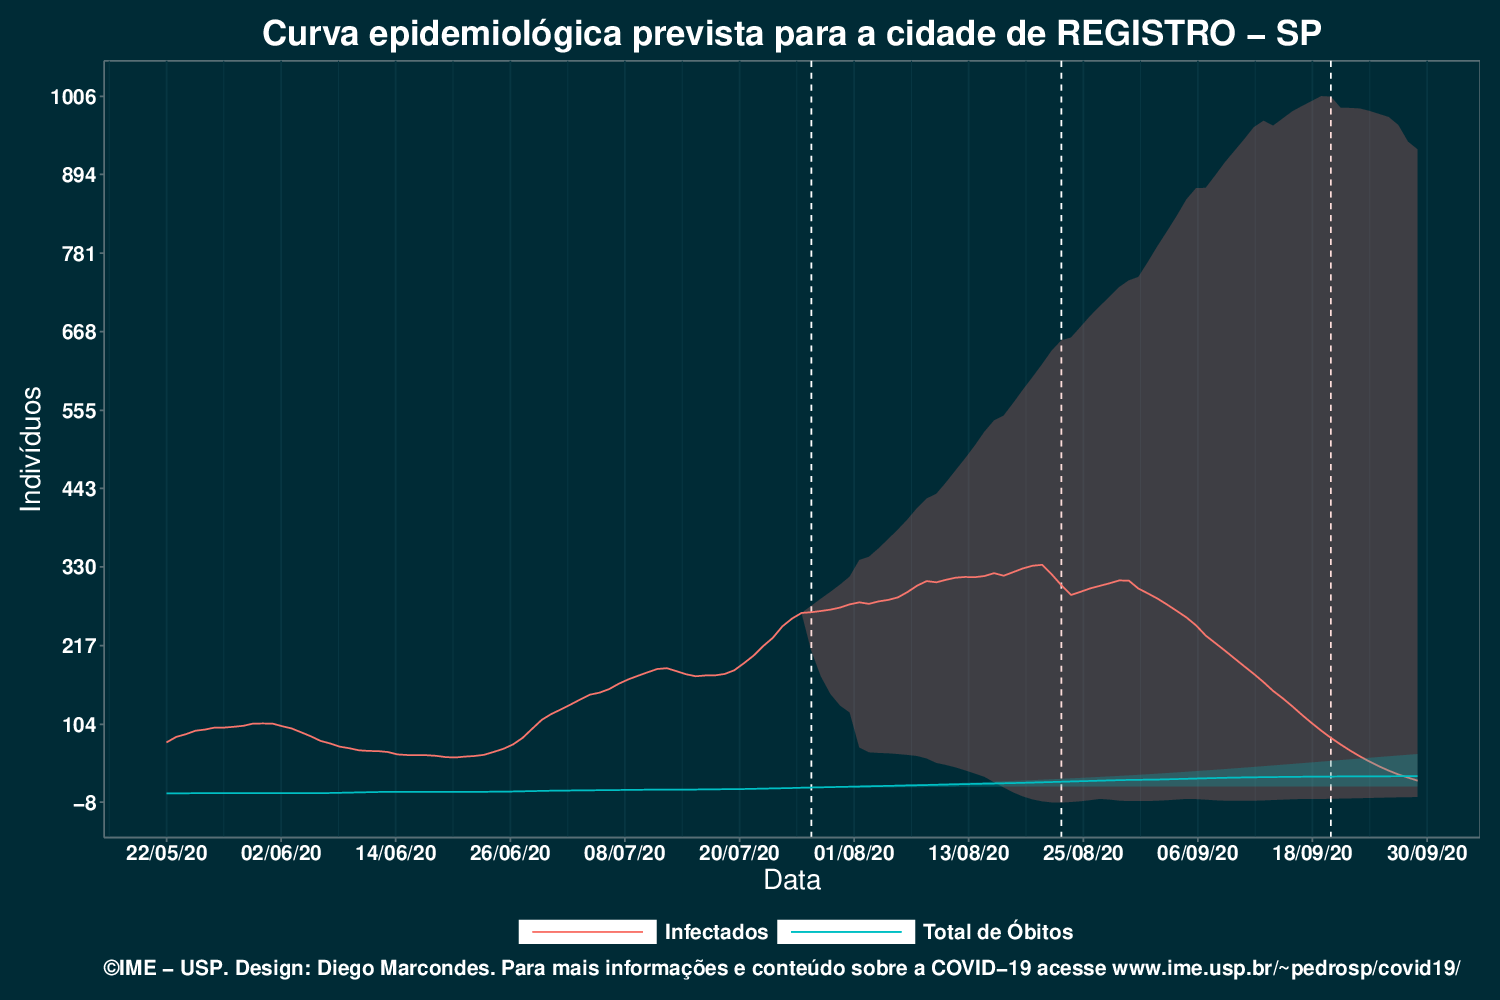 Curva epidemiológica prevista para a cidade de REGISTRO – SP
Indivíduos
1006
894
781
668
555
443
330
217
104
–8
22/05/20 02/06/20 14/06/20 26/06/20 08/07/20 20/07/20 01/08/20 13/08/20 25/08/20 06/09/20 18/09/20 30/09/20
Data
Infectados Total de Óbitos
©IME – USP. Design: Diego Marcondes. Para mais informações e conteúdo sobre a COVID–19 acesse www.ime.usp.br/~pedrosp/covid19/